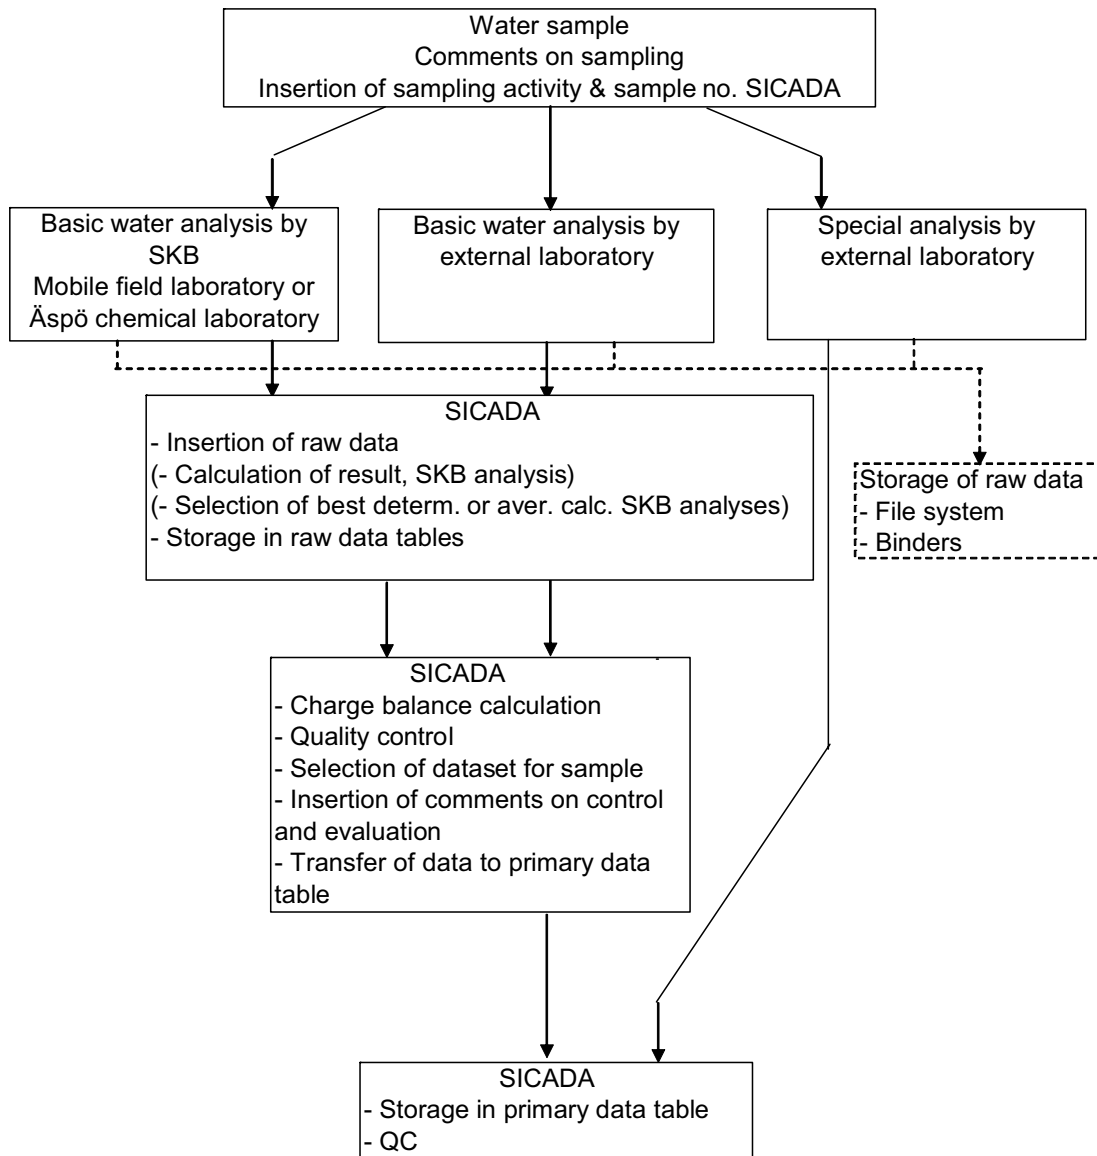 Water sample
Comments on sampling
Insertion of sampling activity & sample no. SICADA
Basic water analysis by
SKB
Mobile field laboratory or
Äspö chemical laboratory
Basic water analysis by
external laboratory
Special analysis by
external laboratory
SICADA
- Insertion of raw data
(- Calculation of result, SKB analysis)
(- Selection of best determ. or aver. calc. SKB analyses)
- Storage in raw data tables
Storage of raw data
- File system
- Binders
SICADA
- Charge balance calculation
- Quality control
- Selection of dataset for sample
- Insertion of comments on control
and evaluation
- Transfer of data to primary data
table
SICADA
- Storage in primary data table
- QC